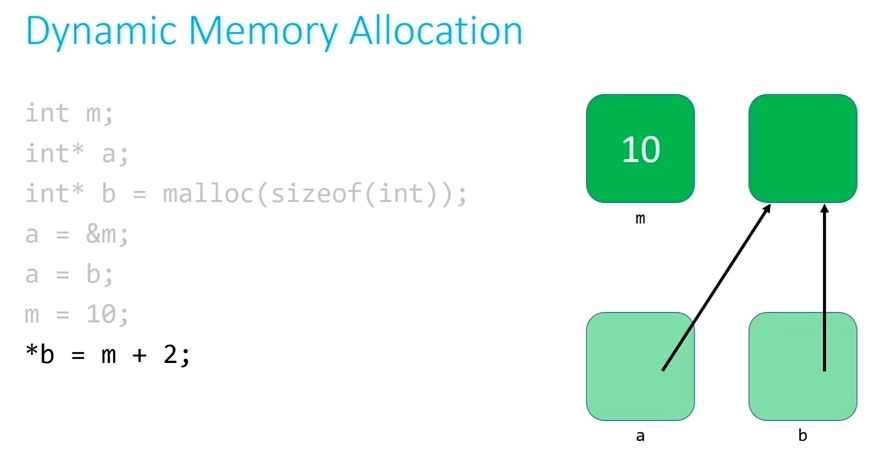 Dynamic Memory Allocation
int m;
int* a;
int* b = malloc(sizeof(int));
a = &m;
a = b;
m = 10;
*b = m + 2;
10
m
a
b